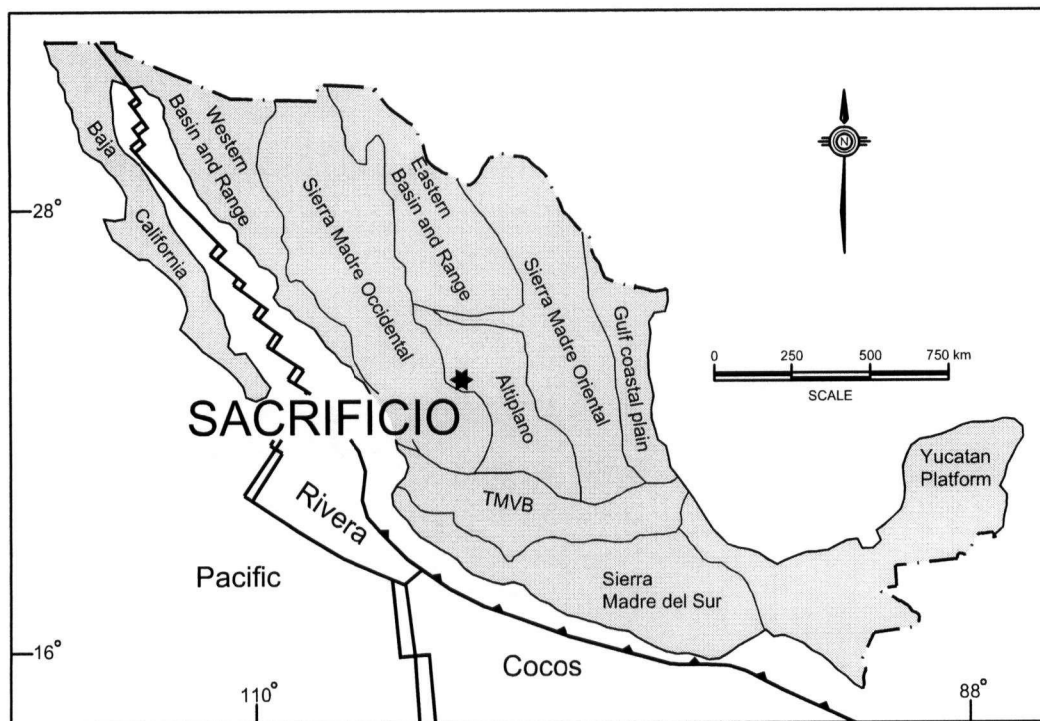 Baja
California
Western
Basin and Range
Sierra Madre Occidental
Eastern
Basin and Range
Sierra Madre Oriental
Gulf coastal plain
Altiplano
N
28°
0 250 500 750 km
SCALE
SACRIFICIO
Yucatan
Platform
TMVB
Rivera
Pacific
Sierra
Madre del Sur
Cocos
16°
110°
88°